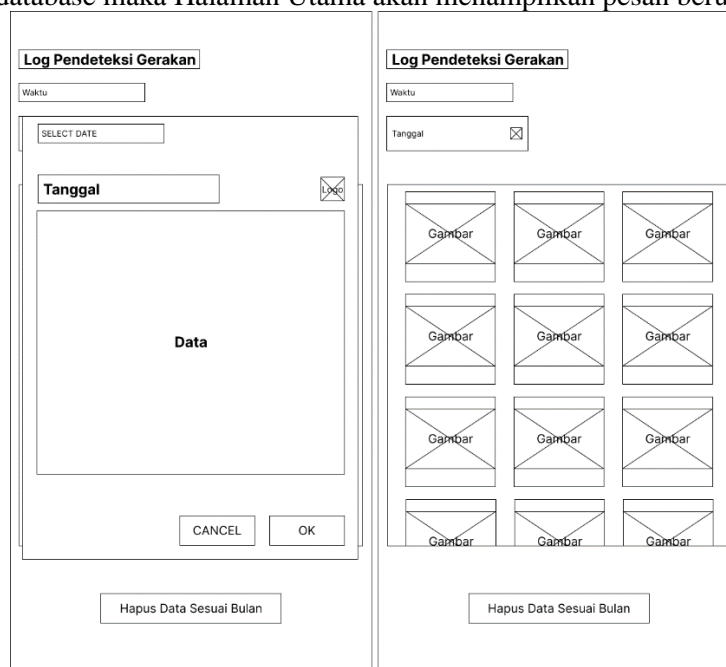 database maka Halaman Utama akan menampilkan pesan beru
Log Pendeteksi Gerakan
Waktu
SELECT DATE
Tanggal
Logo
Data
CANCEL
OK
Hapus Data Sesuai Bulan
Log Pendeteksi Gerakan
Waktu
Tanggal
Gambar Gambar Gambar
Gambar Gambar Gambar
Gambar Gambar Gambar
Gambar Gambar Gambar
Hapus Data Sesuai Bulan